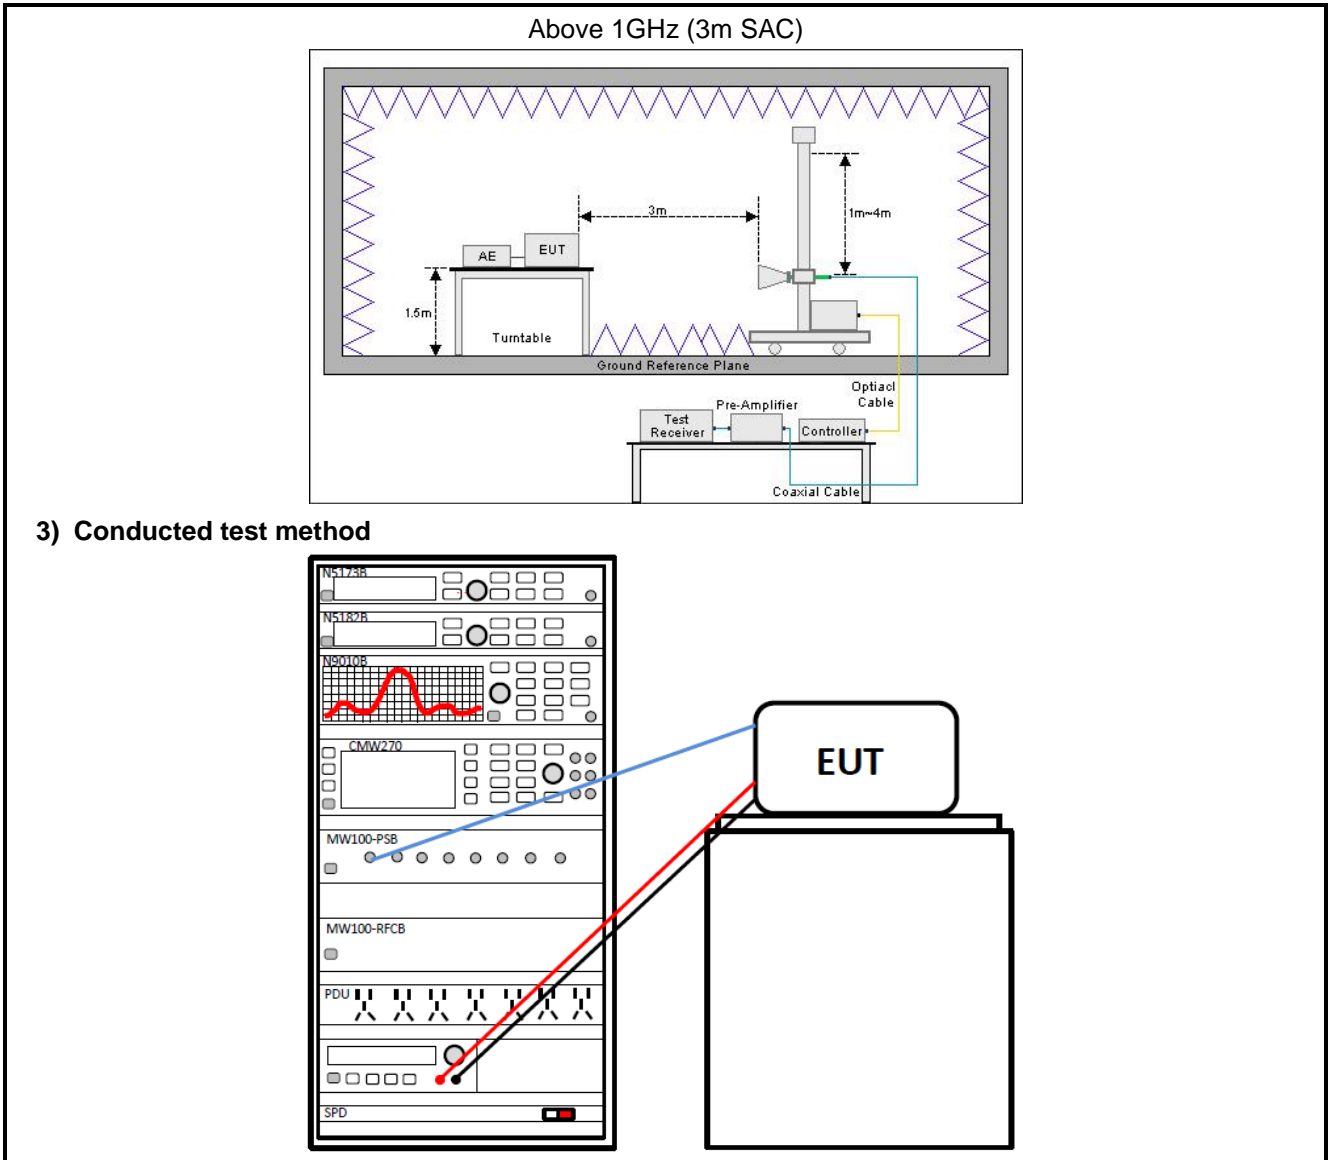 Above 1GHz (3m SAC)
3m
1m~4m
AE
EUT
1.5m
Turntable
Ground Reference Plane
Optiacl
Cable
Pre-Amplifier
Test
Receiver
Controller
Coaxial Cable
3) Conducted test method
N5173B
N5182B
N9010B
CMW270
EUT
MW100-PSB
MW100-RFCB
PDU
SPD